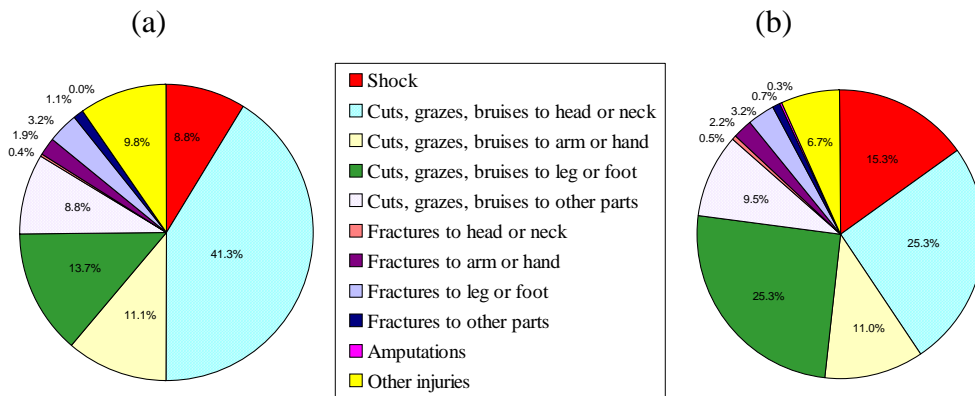 (a)
0.0%
1.1%
3.2%
1.9%
0.4%
9.8%
8.8%
8.8%
41.3%
13.7%
11.1%
Shock
Cuts, grazes, bruises to head or neck
Cuts, grazes, bruises to arm or hand
Cuts, grazes, bruises to leg or foot
Cuts, grazes, bruises to other parts
Fractures to head or neck
Fractures to arm or hand
Fractures to leg or foot
Fractures to other parts
Amputations
Other injuries
(b)
0.3%
0.7%
3.2%
2.2%
0.5%
6.7%
15.3%
9.5%
25.3%
25.3%
11.0%